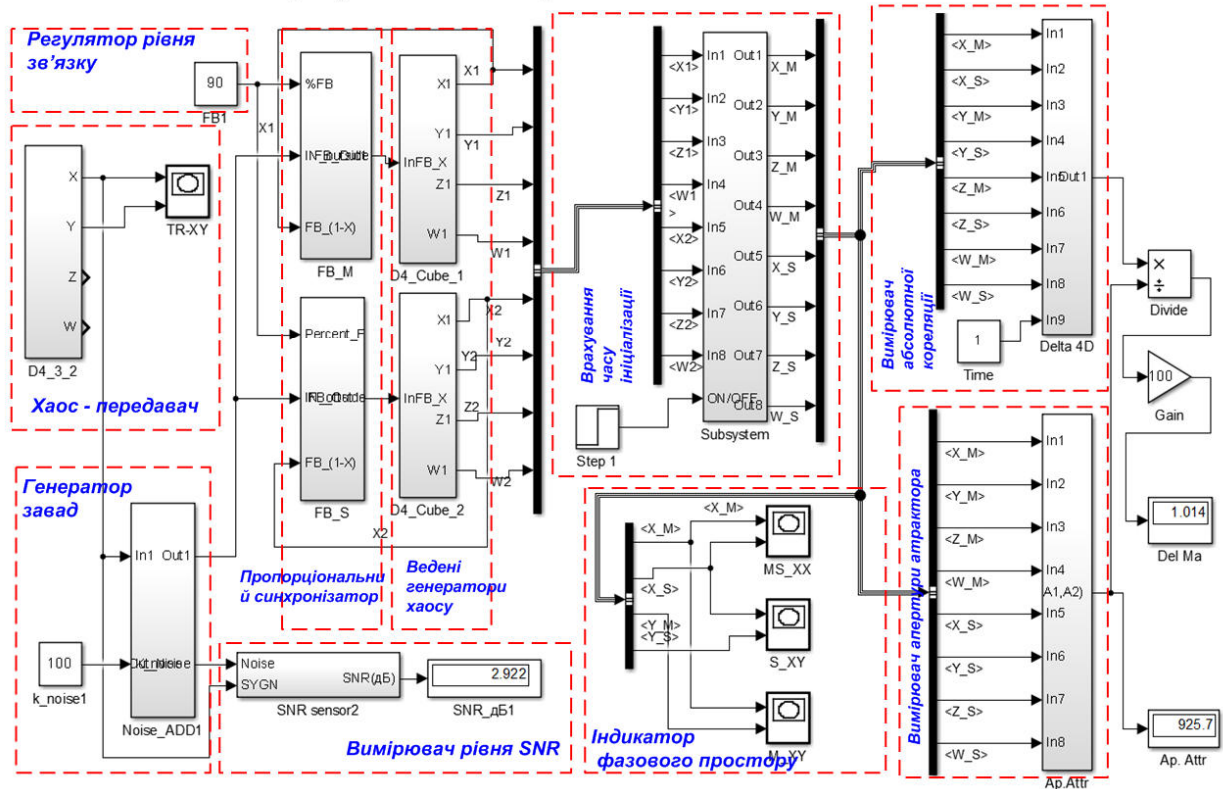 Регулятор рівня
зв’язку
90
FB1
X1
%FB
FB_(1-X)
FB_M
X1
Y1
Z1
W1
InFB_X
D4_Cube_1
X1
Y1
Z1
W1
X
Y
Z
W
D4_3_2
TR-XY
Хаос - передавач
FB_(1-X)
FB_S
X2
InFB_X
X1
Y1
Z1
W1
D4_Cube_2
X2
Y2
Z2
W2
Пропорціональни
й синхронізатор
Ведені
генератори
хаосу
Генератор
завад
In1
Out1
100
k_noise1
Noise_ADD1
Noise
SYGN
SNR(дБ)
SNR sensor2
2.922
SNR_дБ1
Вимірювач рівня SNR
<X1>
<Y1>
<Z1>
<W1
>
<X2>
<Y2>
<Z2>
<W2>
In1
In2
In3
In4
In5
In6
In7
In8
ON/OFF
Out1
Out2
Out3
Out4
Out5
Out6
Out7
Out8
Subsystem
X_M
Y_M
Z_M
W_M
X_S
Y_S
Z_S
W_S
Врахування
часу
ініціалізації
Step 1
<X_M>
<X_M>
<X_S>
<Y_M>
<Y_S>
MS_XX
S_XY
M_XY
Індикатор
фазового простору
<X_M>
<X_S>
<Y_M>
<Y_S>
<Z_M>
<Z_S>
<W_M>
<W_S>
In1
In2
In3
In4
In5
In6
In7
In8
In9
Out1
Delta 4D
1
Time
Вимірювач
абсолютної
кореляції
×
÷
Divide
100
Gain
1.014
Del Ma
<X_M>
<Y_M>
<Z_M>
<W_M>
<X_S>
<Y_S>
<Z_S>
<W_S>
In1
In2
In3
In4
In5
In6
In7
In8
A1,A2)
Ap.Attr
Вимірювач апертури атрактора
925.7
Ap. Attr